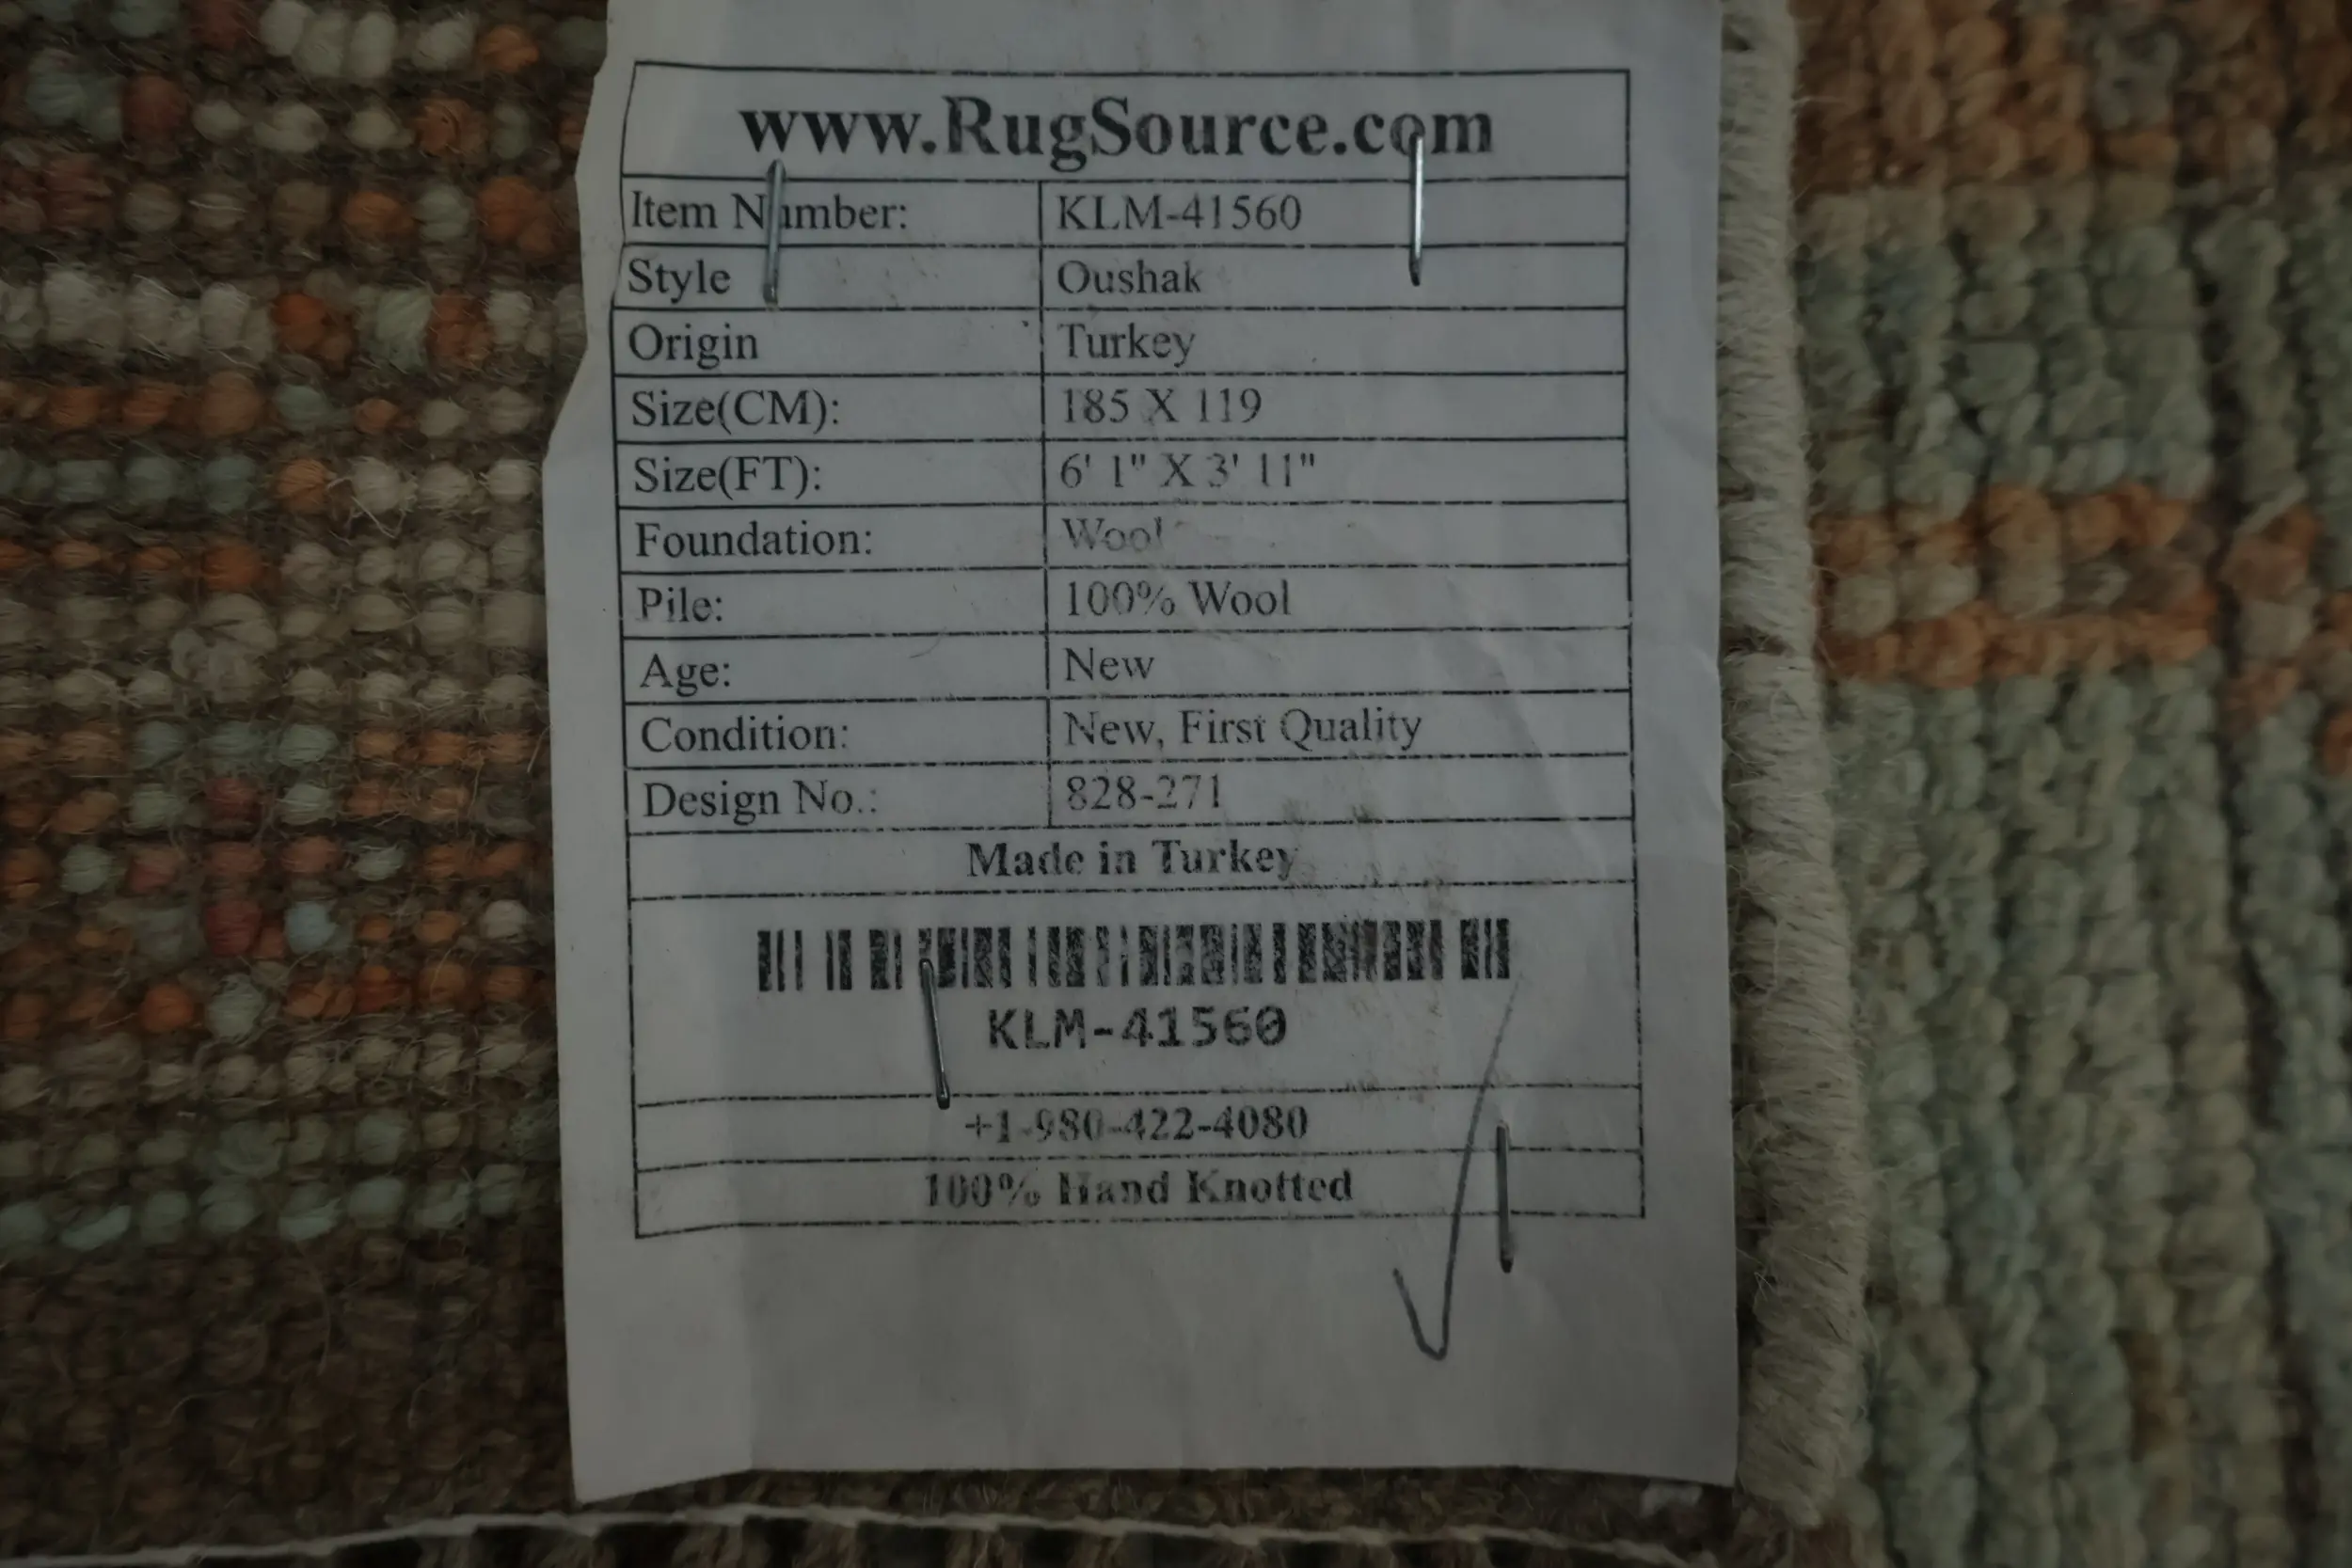 www.RugSource.com
Item Number: KLM-41560
Style Oushak
Origin Turkey
Size(CM): 185 X 119
Size(FT): 6' 1" X 3' 11"
Foundation: Wool
Pile: 100% Wool
Age: New
Condition: New, First Quality
Design No.: 828-271
Made in Turkey
KLM-41560
+1-980-422-4080
100% Hand Knotted